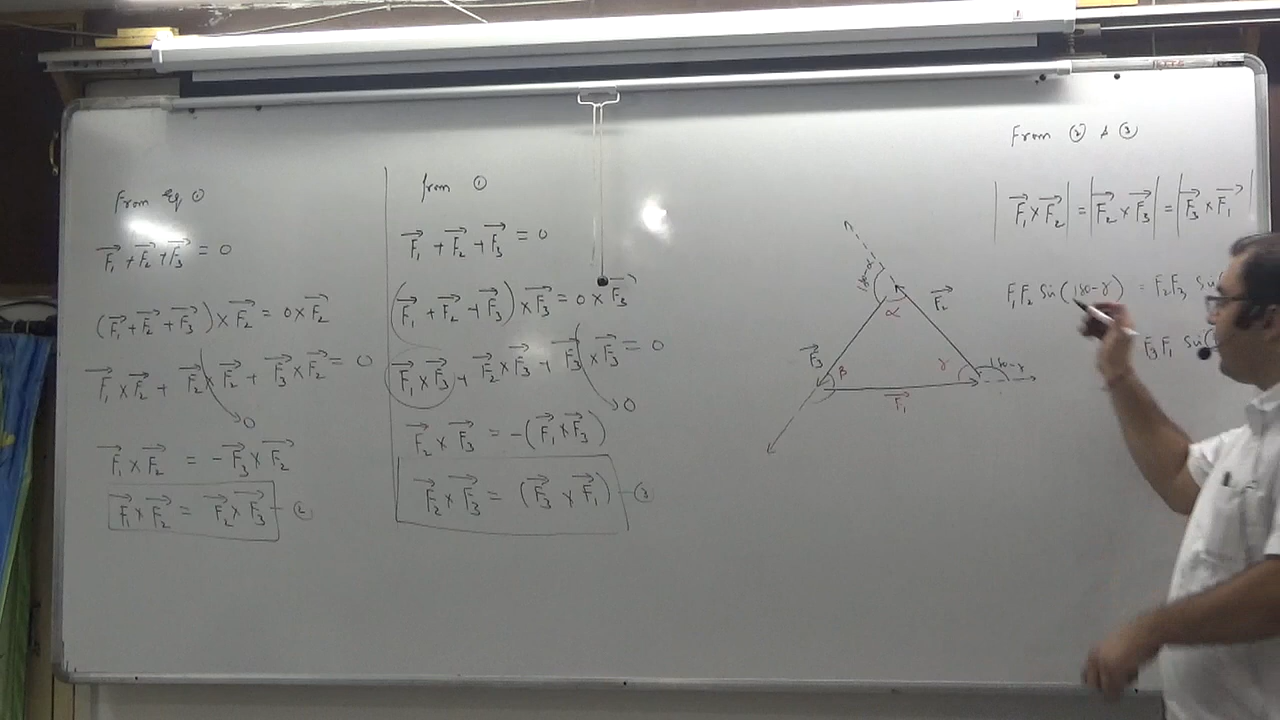 From Eq ①
F₁→ + F₂→ + F₃→ = 0
(F₁→ + F₂→ + F₃→) × F₂→ = 0 × F₂→
F₁→ × F₂→ + F₂→ × F₂→ + F₃→ × F₂→ = 0
0
F₁→ × F₂→ = - F₃→ × F₂→
F₁→ × F₂→ = F₂→ × F₃→ - ②
from ①
F₁→ + F₂→ + F₃→ = 0
(F₁→ + F₂→ + F₃→) × F₃→ = 0 × F₃→
F₁→ × F₃→ + F₂→ × F₃→ + F₃→ × F₃→ = 0
0
F₂→ × F₃→ = -(F₁→ × F₃→)
F₂→ × F₃→ = (F₃→ × F₁→) - ③
180-α
α
F₂→
F₃→
β
γ
180-γ
F₁→
From ② & ③
|F₁→ × F₂→| = |F₂→ × F₃→| = |F₃→ × F₁→|
F₁F₂ Sin(180-γ) = F₂F₃ Sin
F₃F₁ Sin(